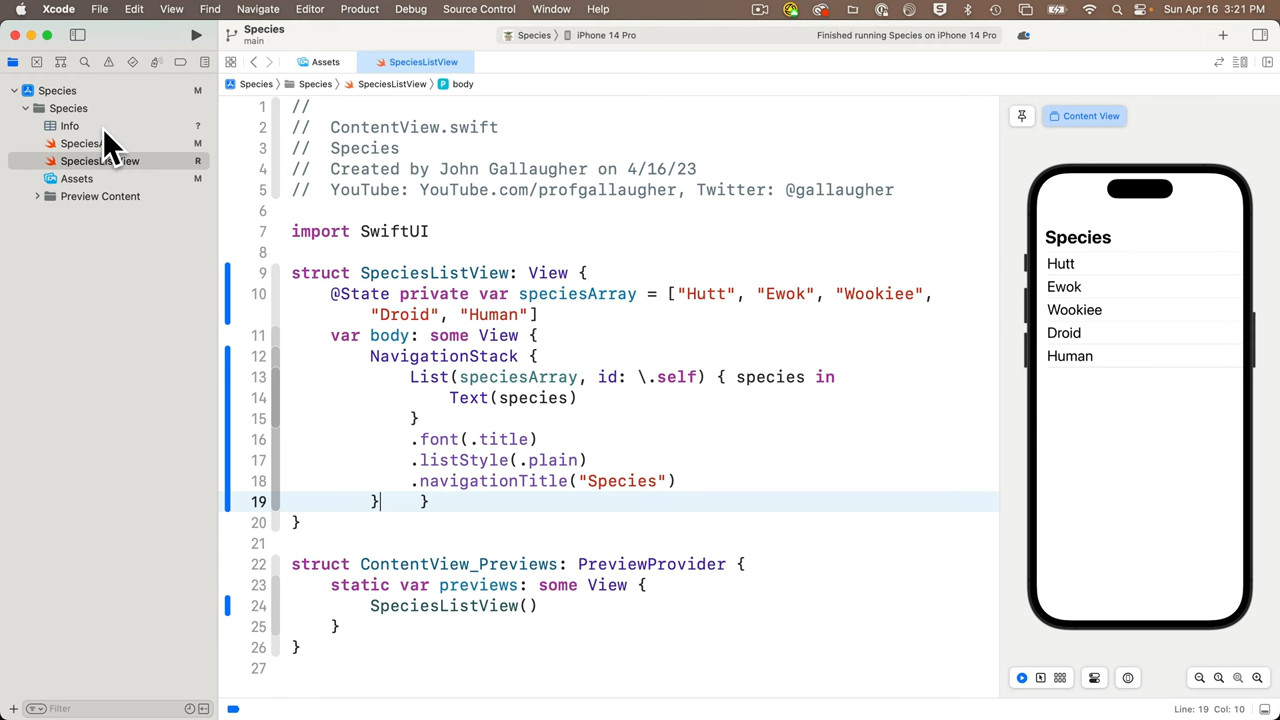 Xcode File Edit View Find Navigate Editor Product Debug Source Control Window Help
Sun Apr 16 3:21 PM
Species
main
Species iPhone 14 Pro
Finished running Species on iPhone 14 Pro
Assets
SpeciesListView
Species Species SpeciesListView P body
Species M
Species
Info ?
M
SpeciesListView R
Assets M
Preview Content
1 //
2 // ContentView.swift
3 // Species
4 // Created by John Gallaugher on 4/16/23
5 // YouTube: YouTube.com/profgallaugher, Twitter: @gallaugher
6
7 import SwiftUI
8
9 struct SpeciesListView: View {
10 @State private var speciesArray = ["Hutt", "Ewok", "Wookiee",
"Droid", "Human"]
11 var body: some View {
12 NavigationStack {
13 List(speciesArray, id: \.self) { species in
14 Text(species)
15 }
16 .font(.title)
17 .listStyle(.plain)
18 .navigationTitle("Species")
19 } }
20 }
21
22 struct ContentView_Previews: PreviewProvider {
23 static var previews: some View {
24 SpeciesListView()
25 }
26 }
27
Content View
Species
Hutt
Ewok
Wookiee
Droid
Human
Filter
Line: 19 Col: 10